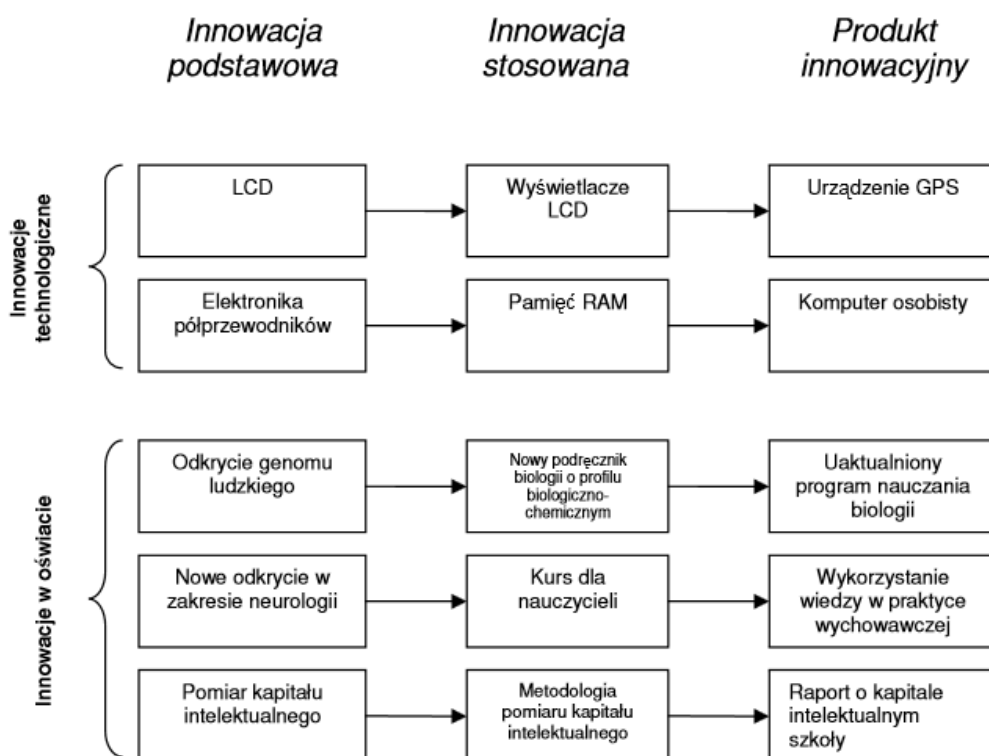 Innowacja
podstawowa
Innowacja
stosowana
Produkt
innowacyjny
Innowacje
technologiczne
LCD
Wyświetlacze
LCD
Urządzenie GPS
Elektronika
półprzewodników
Pamięć RAM
Komputer osobisty
Innowacje w oświacie
Odkrycie genomu
ludzkiego
Nowy podręcznik
biologii o profilu
biologiczno-
chemicznym
Uaktualniony
program nauczania
biologii
Nowe odkrycie w
zakresie neurologii
Kurs dla
nauczycieli
Wykorzystanie
wiedzy w praktyce
wychowawczej
Pomiar kapitału
intelektualnego
Metodologia
pomiaru kapitału
intelektualnego
Raport o kapitale
intelektualnym
szkoły